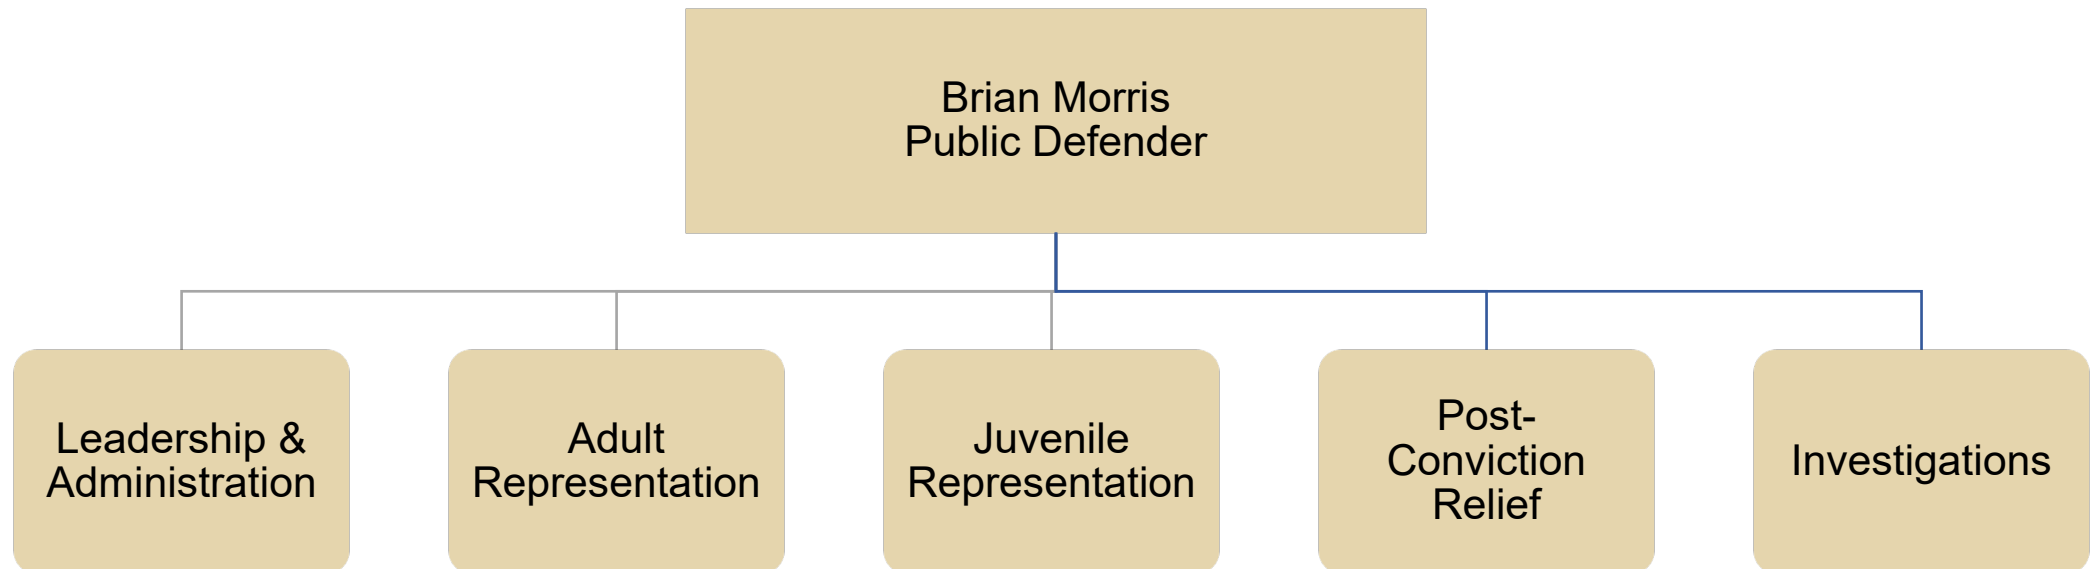 Brian Morris
Public Defender
Leadership &
Administration
Adult
Representation
Juvenile
Representation
Post-
Conviction
Relief
Investigations